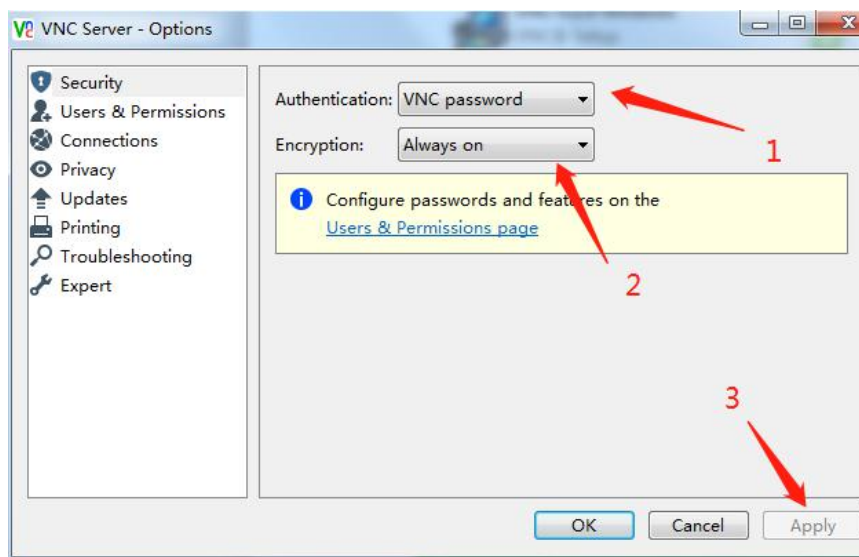 VNC Server - Options
Security
Users & Permissions
Connections
Privacy
Updates
Printing
Troubleshooting
Expert
Authentication: VNC password
1
Encryption: Always on
Configure passwords and features on the
Users & Permissions page
2
3
OK Cancel Apply